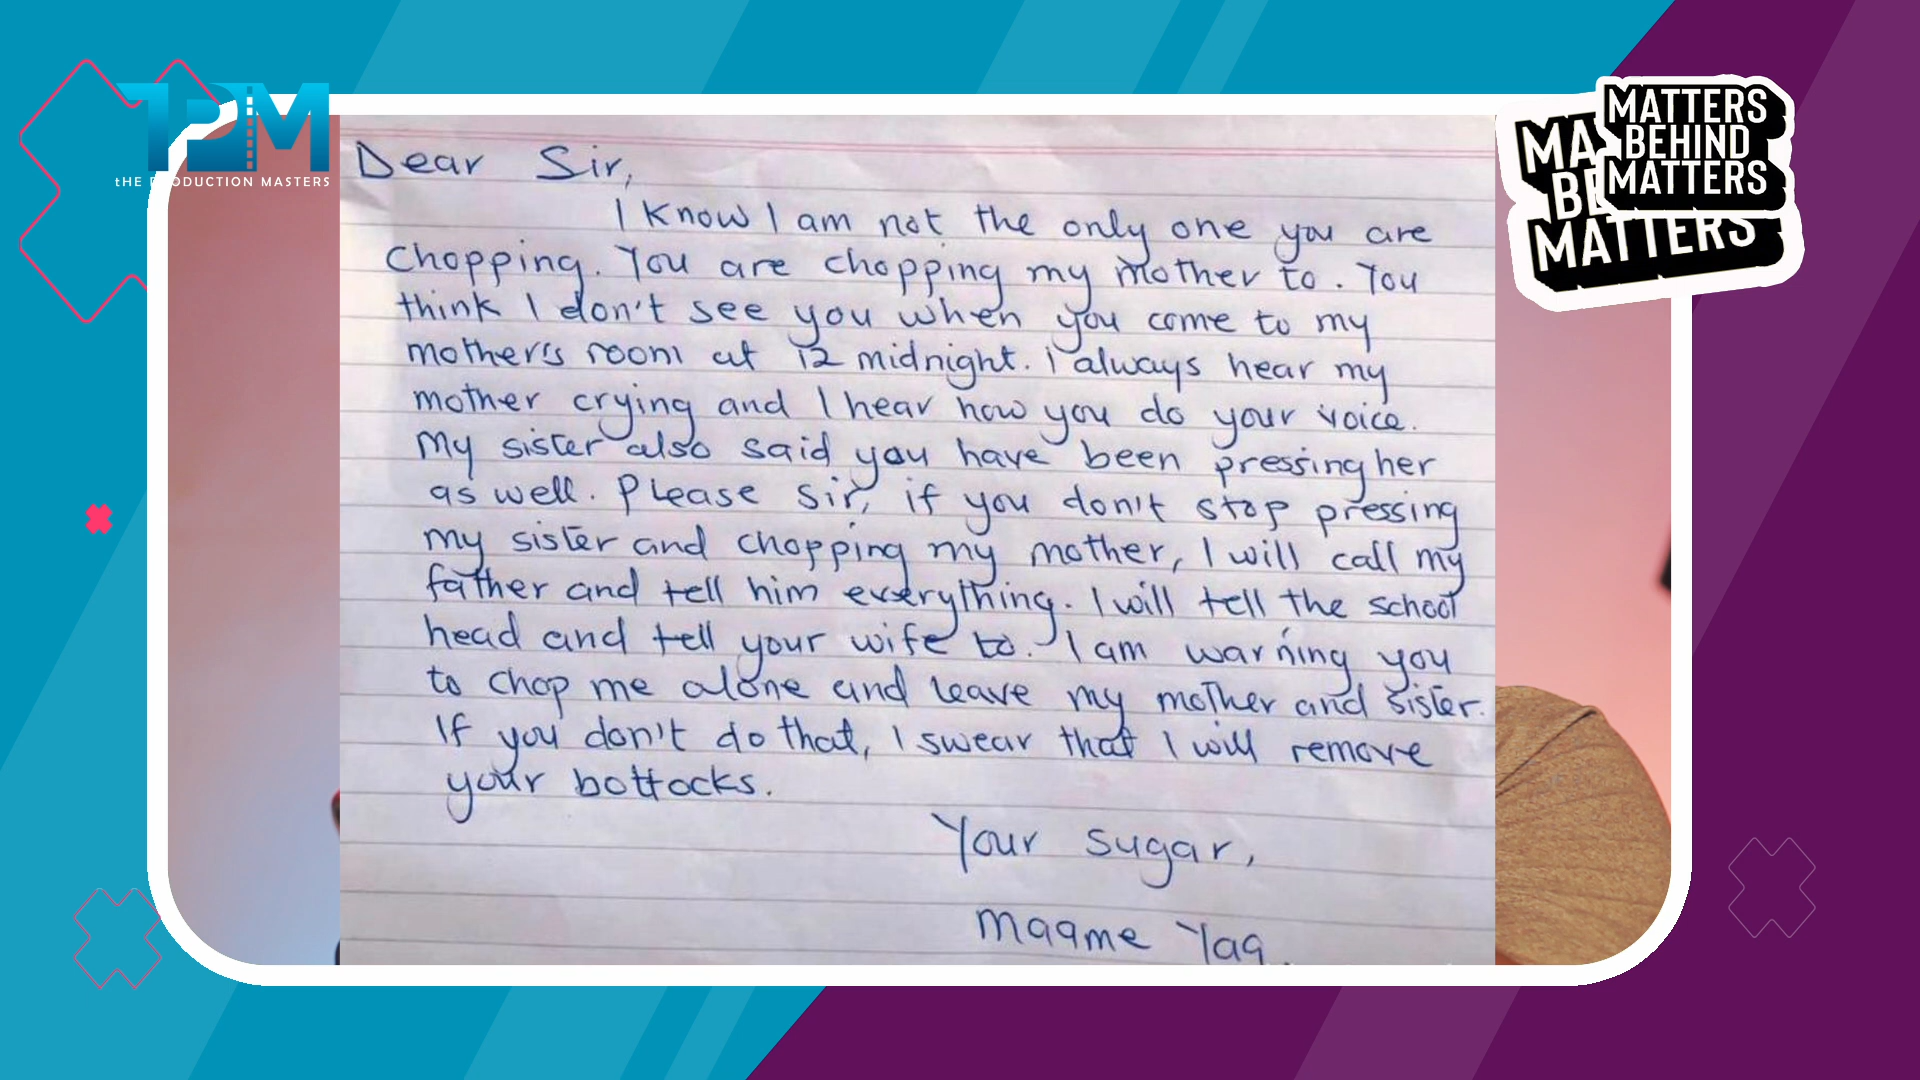 T2M
tHE PRODUCTION MASTERS
MATTERS
BEHIND
MATTERS
MA
BE
MATTERS
Dear Sir,
I know I am not the only one you are
chopping. You are chopping my mother to. You
think I don't see you when you come to my
mother's room at 12 midnight. I always hear my
mother crying and I hear how you do your voice.
My sister also said you have been pressing her
as well. Please Sir, if you don't stop pressing
my sister and chopping my mother, I will call my
father and tell him everything. I will tell the school
head and tell your wife to. I am warning you
to chop me alone and leave my mother and sister.
If you don't do that, I swear that I will remove
your bottocks.
Your sugar,
Maame Yaa.